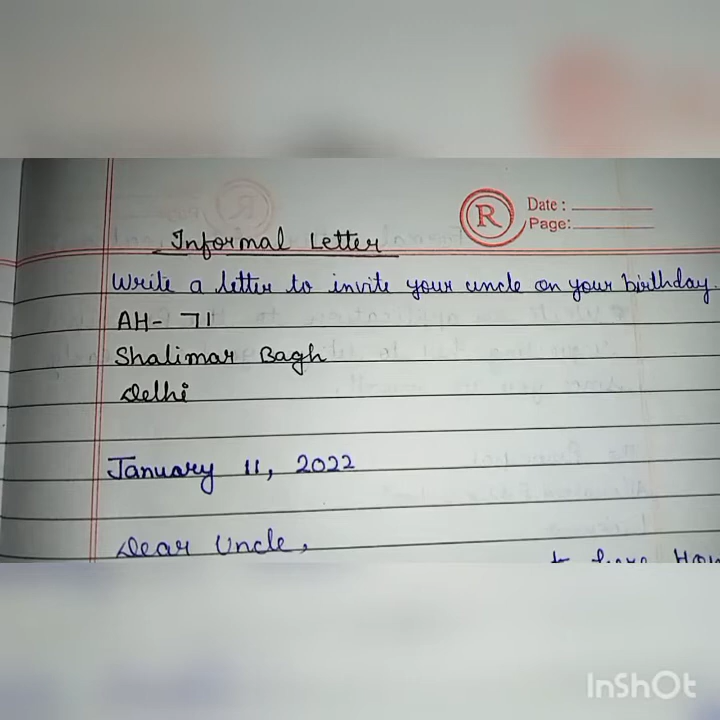 R
Date :
Page:
Informal Letter
Write a letter to invite your uncle on your birthday.
AH- 71
Shalimar Bagh
Delhi
January 11, 2022
Dear Uncle,
InShOt